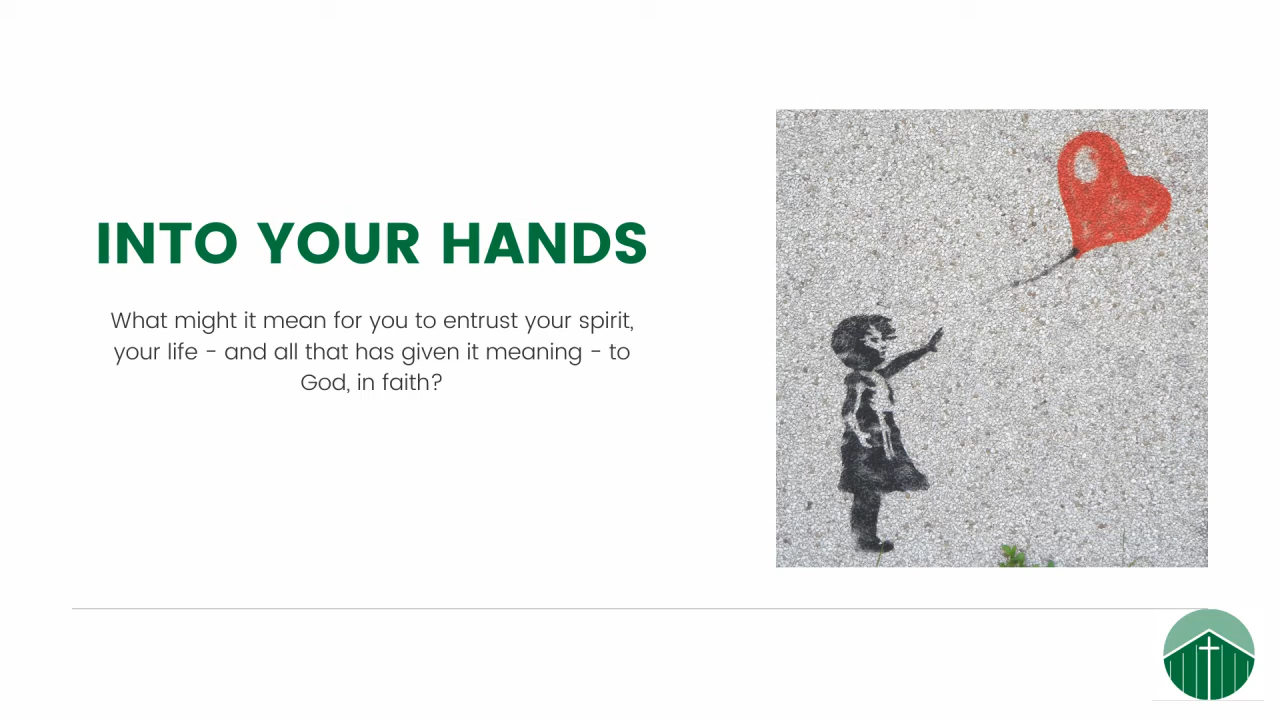 INTO YOUR HANDS
What might it mean for you to entrust your spirit,
your life - and all that has given it meaning - to
God, in faith?